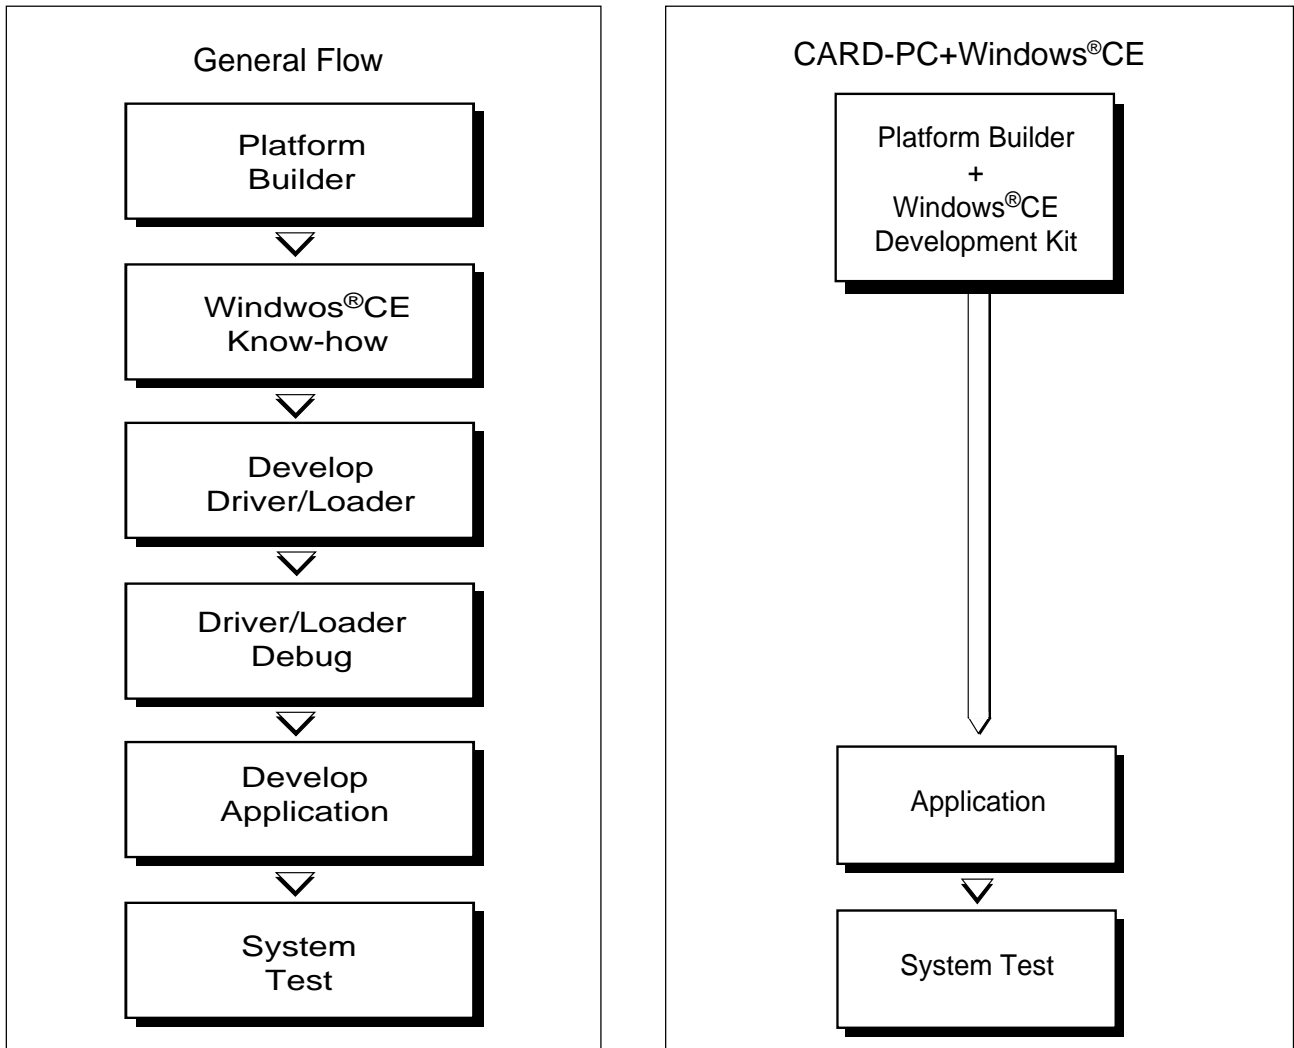 General Flow
Platform
Builder
Windwos®CE
Know-how
Develop
Driver/Loader
Driver/Loader
Debug
Develop
Application
System
Test
CARD-PC+Windows®CE
Platform Builder
+
Windows®CE
Development Kit
Application
System Test